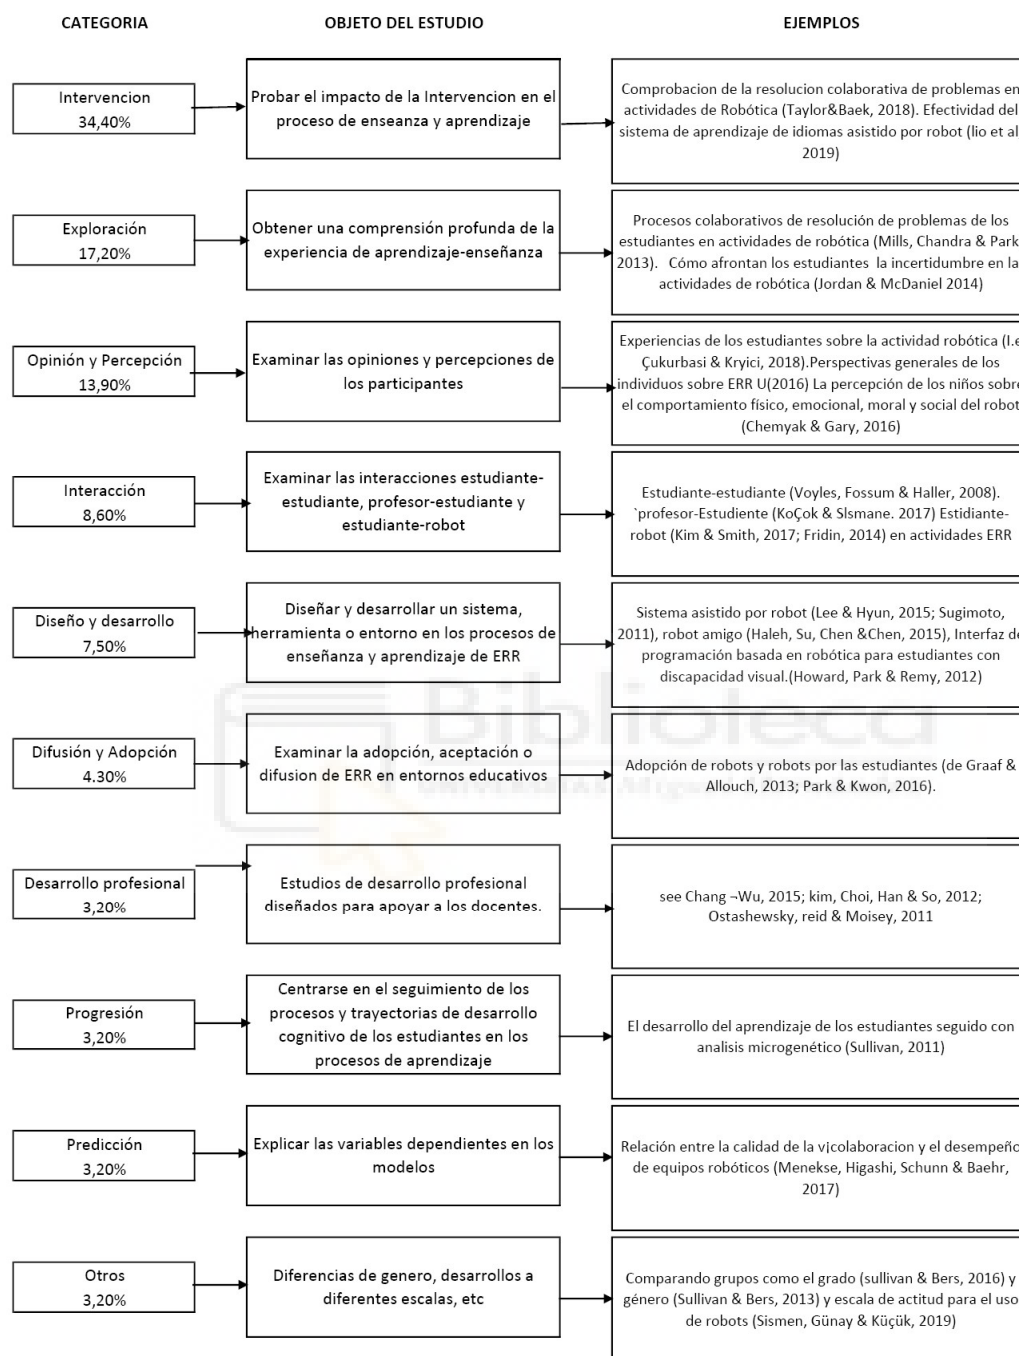 CATEGORIA
OBJETO DEL ESTUDIO
EJEMPLOS
Intervencion
34,40%
Probar el impacto de la Intervencion en el
proceso de enseanza y aprendizaje
Comprobacion de la resolucion colaborativa de problemas en
actividades de Robótica (Taylor&Baek, 2018). Efectividad del
sistema de aprendizaje de idiomas asistido por robot (lio et al
2019)
Exploración
17,20%
Obtener una comprensión profunda de la
experiencia de aprendizaje-enseñanza
Procesos colaborativos de resolución de problemas de los
estudiantes en actividades de robótica (Mills, Chandra & Park
2013). Cómo afrontan los estudiantes la incertidumbre en la
actividades de robótica (Jordan & McDaniel 2014)
Opinión y Percepción
13,90%
Examinar las opiniones y percepciones de
los participantes
Experiencias de los estudiantes sobre la actividad robótica (I.e
Çukurbasi & Kryici, 2018).Perspectivas generales de los
individuos sobre ERR U(2016) La percepción de los niños sobre
el comportamiento físico, emocional, moral y social del robot
(Chemyak & Gary, 2016)
Interacción
8,60%
Examinar las interacciones estudiante-
estudiante, profesor-estudiante y
estudiante-robot
Estudiante-estudiante (Voyles, Fossum & Haller, 2008).
`profesor-Estudiente (KoÇok & Slsmane. 2017) Estidiante-
robot (Kim & Smith, 2017; Fridin, 2014) en actividades ERR
Diseño y desarrollo
7,50%
Diseñar y desarrollar un sistema,
herramienta o entorno en los procesos de
enseñanza y aprendizaje de ERR
Sistema asistido por robot (Lee & Hyun, 2015; Sugimoto,
2011), robot amigo (Haleh, Su, Chen &Chen, 2015), Interfaz de
programación basada en robótica para estudiantes con
discapacidad visual.(Howard, Park & Remy, 2012)
Biblioteca
Difusión y Adopción
4.30%
Examinar la adopción, aceptación o
difusion de ERR en entornos educativos
Adopción de robots y robots por las estudiantes (de Graaf &
Allouch, 2013; Park & Kwon, 2016).
Desarrollo profesional
3,20%
Estudios de desarrollo profesional
diseñados para apoyar a los docentes.
see Chang ¬Wu, 2015; kim, Choi, Han & So, 2012;
Ostashewsky, reid & Moisey, 2011
Progresión
3,20%
Centrarse en el seguimiento de los
procesos y trayectorias de desarrollo
cognitivo de los estudiantes en los
procesos de aprendizaje
El desarrollo del aprendizaje de los estudiantes seguido con
analisis microgenético (Sullivan, 2011)
Predicción
3,20%
Explicar las variables dependientes en los
modelos
Relación entre la calidad de la v¡colaboracion y el desempeño
de equipos robóticos (Menekse, Higashi, Schunn & Baehr,
2017)
Otros
3,20%
Diferencias de genero, desarrollos a
diferentes escalas, etc
Comparando grupos como el grado (sullivan & Bers, 2016) y
género (Sullivan & Bers, 2013) y escala de actitud para el uso
de robots (Sismen, Günay & Küçük, 2019)